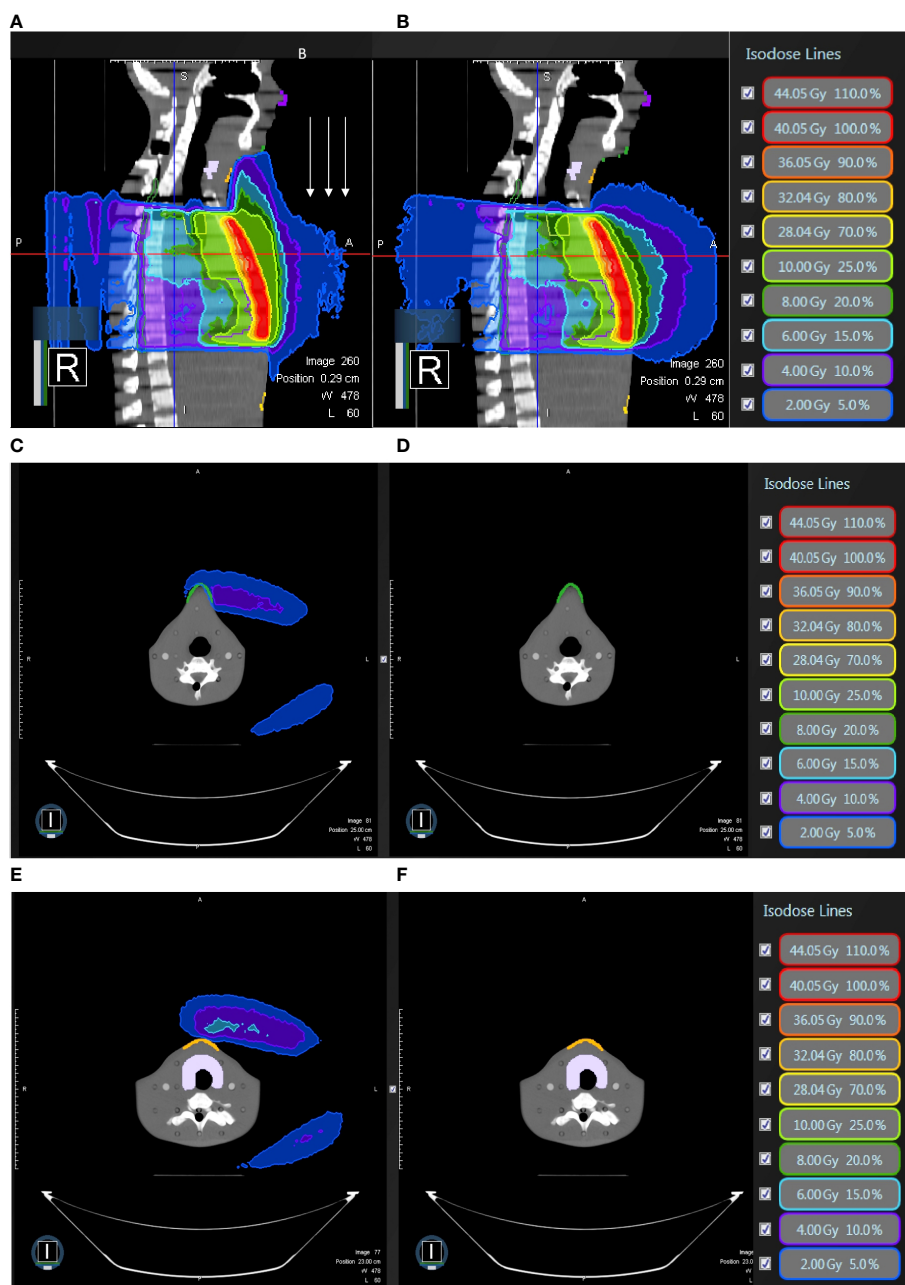 A
B
B
S
P
A
R
Image 260
Position 0.29 cm
W 478
L 60
I
S
P
A
R
Image 260
Position 0.29 cm
W 478
L 60
I
Isodose Lines
44.05 Gy 110.0 %
40.05 Gy 100.0 %
36.05 Gy 90.0 %
32.04 Gy 80.0 %
28.04 Gy 70.0 %
10.00 Gy 25.0 %
8.00 Gy 20.0 %
6.00 Gy 15.0 %
4.00 Gy 10.0 %
2.00 Gy 5.0 %
C
D
A
R
L
I
Image 81
Position 25.00 cm
W 478
L 60
P
A
R
L
I
Image 81
Position 25.00 cm
W 478
L 60
P
Isodose Lines
44.05 Gy 110.0 %
40.05 Gy 100.0 %
36.05 Gy 90.0 %
32.04 Gy 80.0 %
28.04 Gy 70.0 %
10.00 Gy 25.0 %
8.00 Gy 20.0 %
6.00 Gy 15.0 %
4.00 Gy 10.0 %
2.00 Gy 5.0 %
E
F
A
R
L
I
Image 77
Position 23.00 cm
W 478
L 60
P
A
R
L
I
Image 77
Position 23.00 cm
W 478
L 60
P
Isodose Lines
44.05 Gy 110.0 %
40.05 Gy 100.0 %
36.05 Gy 90.0 %
32.04 Gy 80.0 %
28.04 Gy 70.0 %
10.00 Gy 25.0 %
8.00 Gy 20.0 %
6.00 Gy 15.0 %
4.00 Gy 10.0 %
2.00 Gy 5.0 %